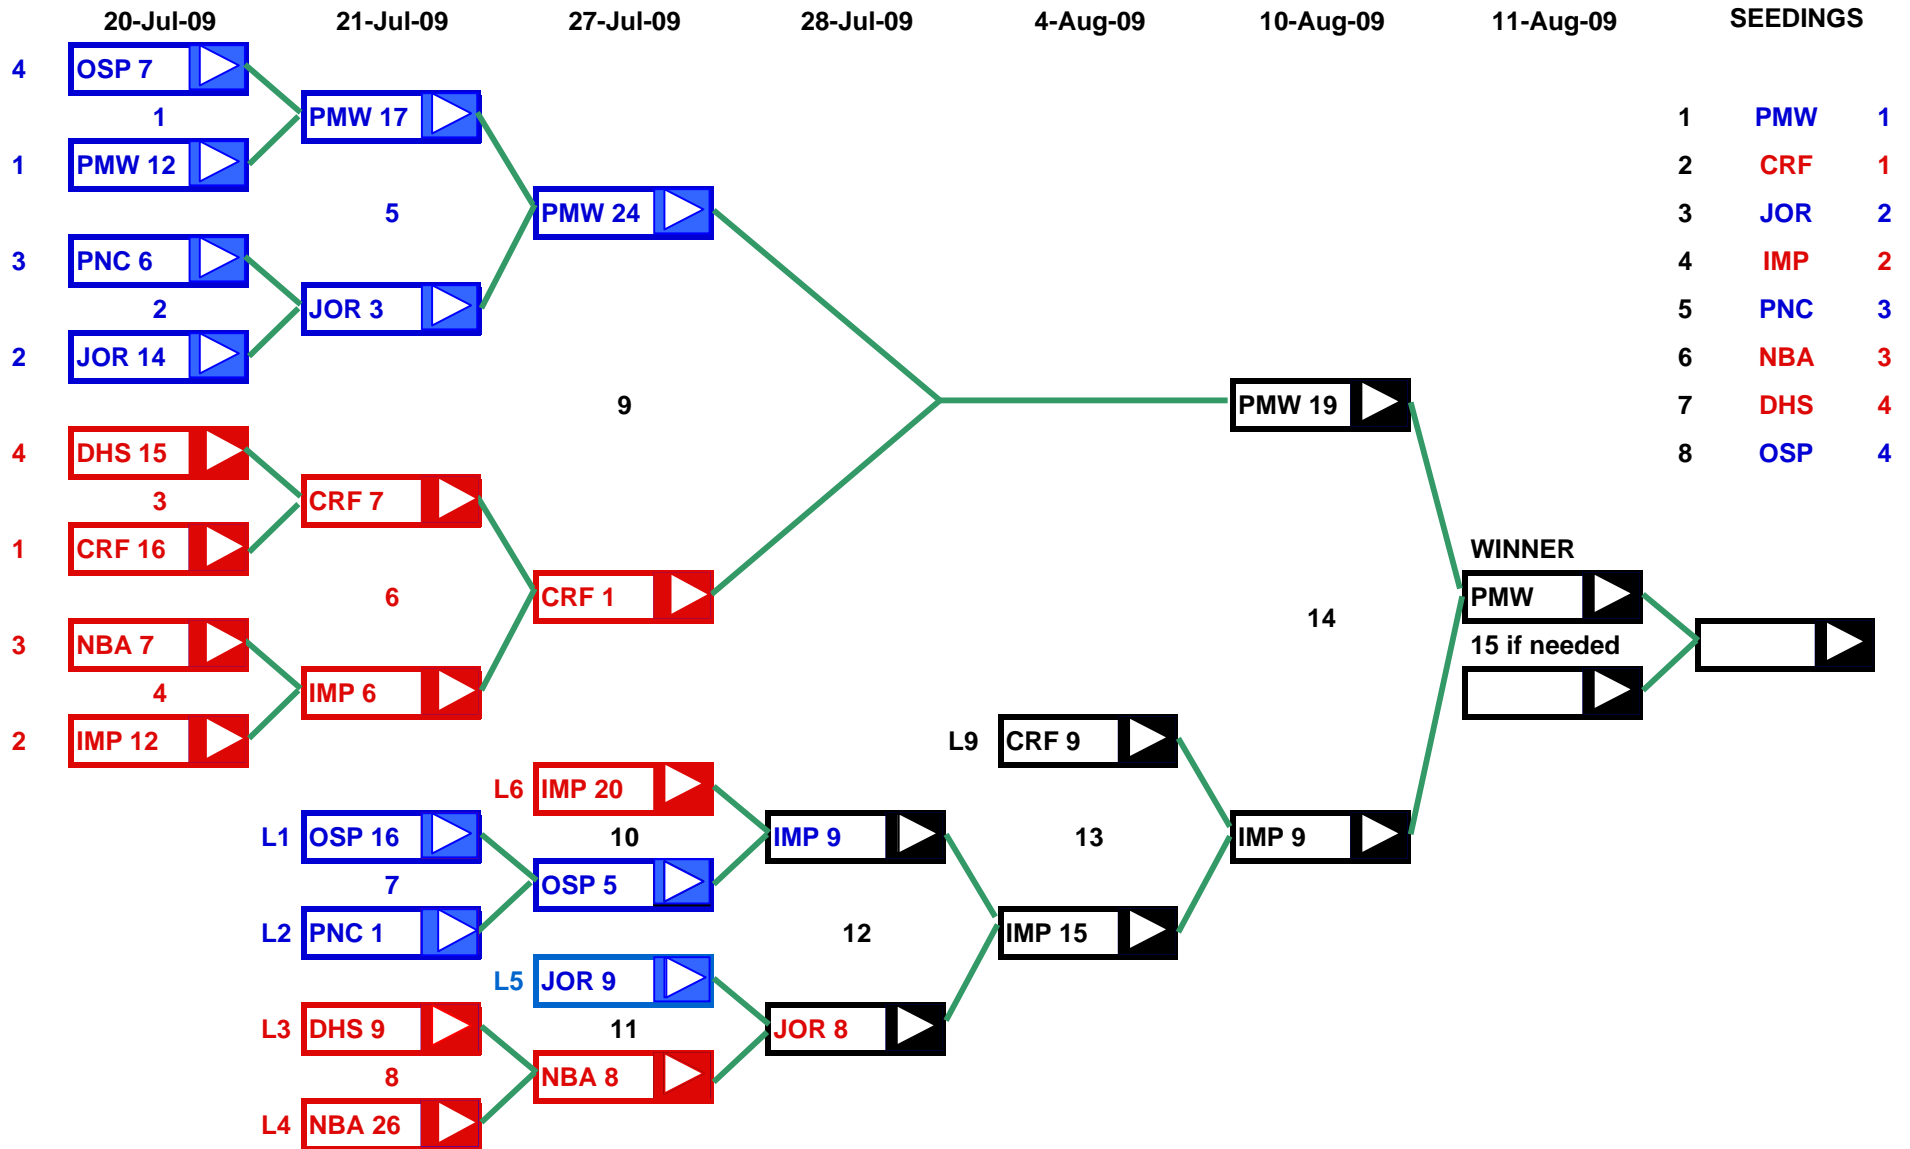 20-Jul-09 21-Jul-09 27-Jul-09 28-Jul-09 4-Aug-09 10-Aug-09 11-Aug-09 SEEDINGS
4 OSP 7
1 PMW 17 1 PMW 1
1 PMW 12 2 CRF 1
5 PMW 24 3 JOR 2
3 PNC 6 4 IMP 2
2 JOR 3 5 PNC 3
2 JOR 14 6 NBA 3
9 PMW 19 7 DHS 4
4 DHS 15 8 OSP 4
3 CRF 7
1 CRF 16 WINNER
6 CRF 1 14 PMW
3 NBA 7 15 if needed
4 IMP 6
2 IMP 12 L9 CRF 9
L6 IMP 20
L1 OSP 16 10 IMP 9 13 IMP 9
7 OSP 5
L2 PNC 1 12 IMP 15
L5 JOR 9
L3 DHS 9 11 JOR 8
8 NBA 8
L4 NBA 26